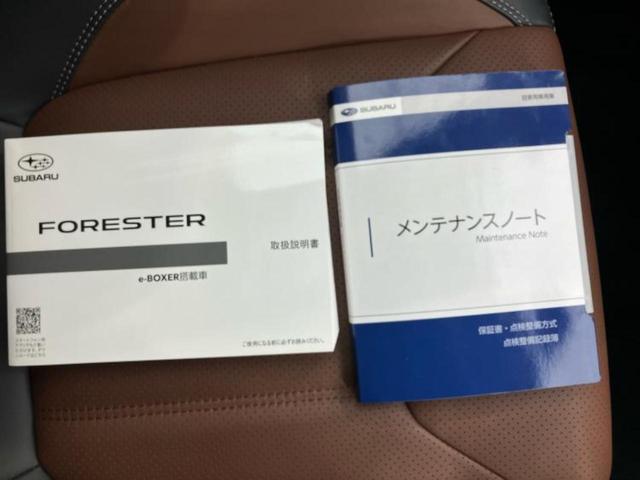 SUBARU
FORESTER
取扱説明書
e-BOXER搭載車
ご使用になる前に必ずお読みください。
SUBARU
メンテナンスノート
Maintenance Note
保証書・点検整備方式
点検整備記録簿